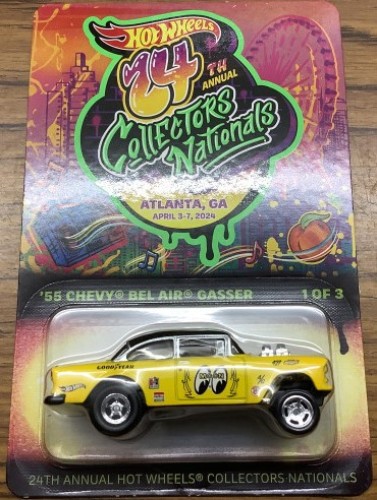 HOT WHEELS
24TH
ANNUAL
COLLECTORS
Nationals
ATLANTA, GA
APRIL 3-7, 2024
'55 CHEVY® BEL AIR® GASSER 1 OF 3
GOODYEAR
MOON
24TH ANNUAL HOT WHEELS® COLLECTORS NATIONALS